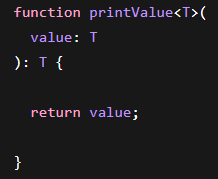 function printValue<T>(
  value: T
): T {
  return value;
}